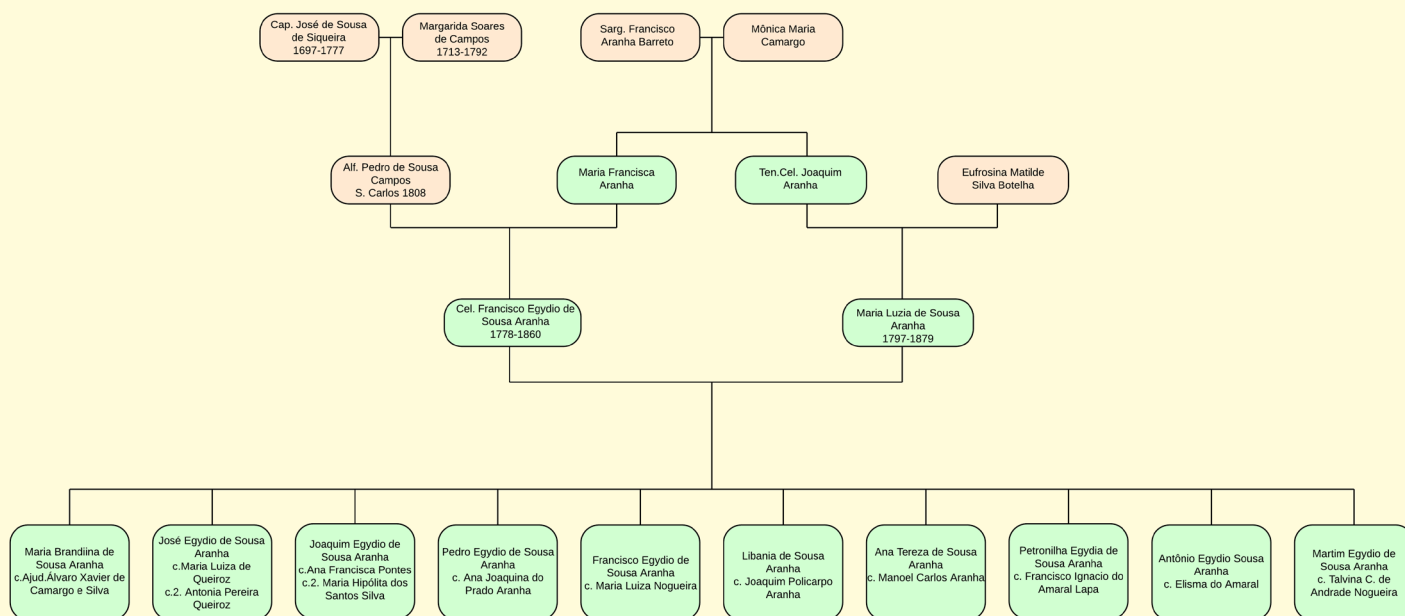 Cap. José de Sousa
de Siqueira
1697-1777
Margarida Soares
de Campos
1713-1792
Sarg. Francisco
Aranha Barreto
Mônica Maria
Camargo
Alf. Pedro de Sousa
Campos
S. Carlos 1808
Maria Francisca
Aranha
Ten.Cel. Joaquim
Aranha
Eufrosina Matilde
Silva Botelha
Cel. Francisco Egydio de
Sousa Aranha
1778-1860
Maria Luzia de Sousa
Aranha
1797-1879
Maria Brandiina de
Sousa Aranha
c.Ajud.Álvaro Xavier de
Camargo e Silva
José Egydio de Sousa
Aranha
c.Maria Luiza de
Queiroz
c.2. Antonia Pereira
Queiroz
Joaquim Egydio de
Sousa Aranha
c.Ana Francisca Pontes
c.2. Maria Hipólita dos
Santos Silva
Pedro Egydio de Sousa
Aranha
c. Ana Joaquina do
Prado Aranha
Francisco Egydio de
Sousa Aranha
c. Maria Luiza Nogueira
Libania de Sousa
Aranha
c. Joaquim Policarpo
Aranha
Ana Tereza de Sousa
Aranha
c. Manoel Carlos Aranha
Petronilha Egydia de
Sousa Aranha
c. Francisco Ignacio do
Amaral Lapa
Antônio Egydio Sousa
Aranha
c. Elisma do Amaral
Martim Egydio de
Sousa Aranha
c. Talvina C. de
Andrade Nogueira